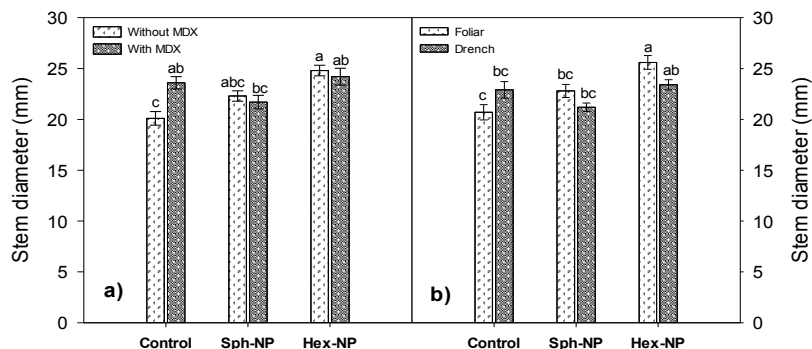 30
25
20
15
10
5
0
Stem diameter (mm)
Without MDX
With MDX
c
ab
abc
bc
a
ab
a)
Control
Sph-NP
Hex-NP
Foliar
Drench
c
bc
bc
bc
a
ab
b)
Control
Sph-NP
Hex-NP
30
25
20
15
10
5
0
Stem diameter (mm)